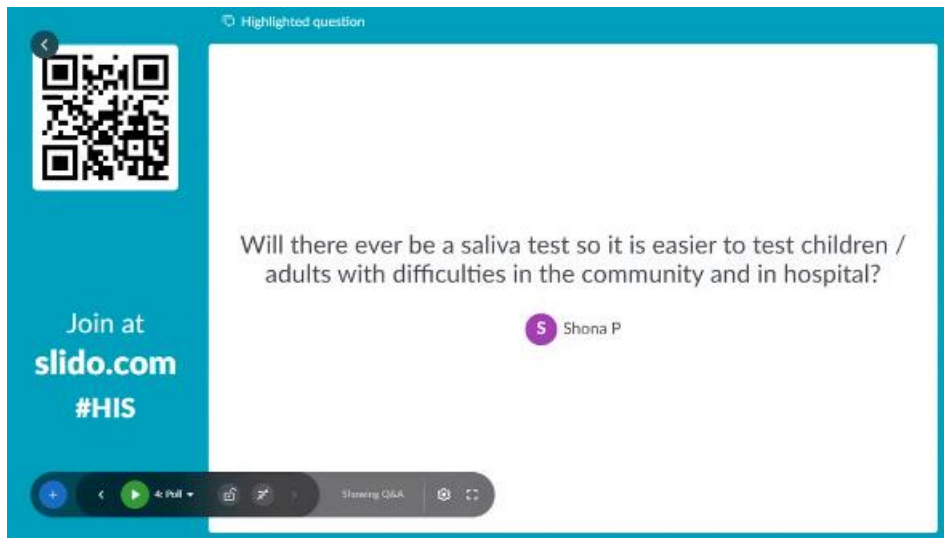 Highlighted question
Will there ever be a saliva test so it is easier to test children /
adults with difficulties in the community and in hospital?
S Shona P
Join at
slido.com
#HIS
4: Poll
Showing Q&A